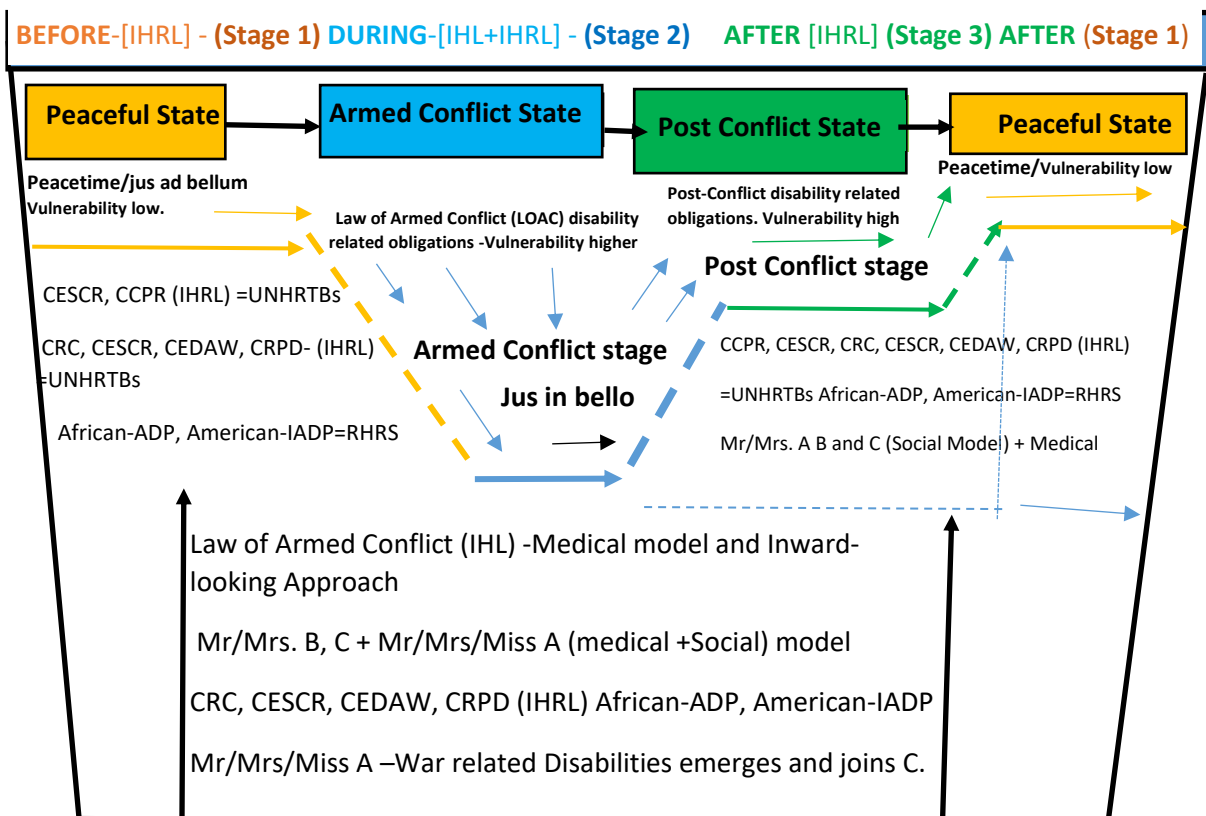 BEFORE-[IHRL] - (Stage 1) DURING-[IHL+IHRL] - (Stage 2) AFTER [IHRL] (Stage 3) AFTER (Stage 1)
Peaceful State
Armed Conflict State
Post Conflict State
Peaceful State
Peacetime/jus ad bellum
Vulnerability low.
Law of Armed Conflict (LOAC) disability
related obligations -Vulnerability higher
Post-Conflict disability related
obligations. Vulnerability high
Peacetime/Vulnerability low
Post Conflict stage
CESCR, CCPR (IHRL) =UNHRTBs
CRC, CESCR, CEDAW, CRPD- (IHRL)
=UNHRTBs
African-ADP, American-IADP=RHRS
Armed Conflict stage
Jus in bello
CCPR, CESCR, CRC, CESCR, CEDAW, CRPD (IHRL)
=UNHRTBs African-ADP, American-IADP=RHRS
Mr/Mrs. A B and C (Social Model) + Medical
Law of Armed Conflict (IHL) -Medical model and Inward-
looking Approach
Mr/Mrs. B, C + Mr/Mrs/Miss A (medical +Social) model
CRC, CESCR, CEDAW, CRPD (IHRL) African-ADP, American-IADP
Mr/Mrs/Miss A –War related Disabilities emerges and joins C.